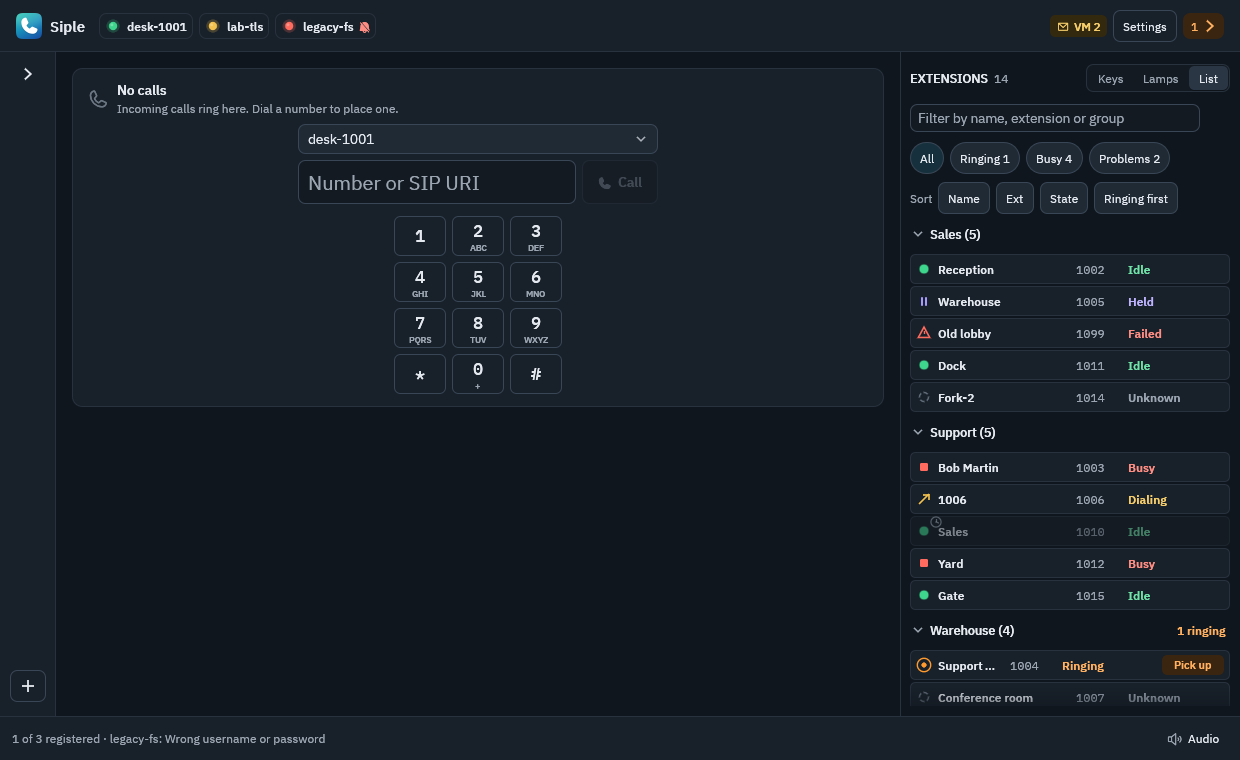 Siple desk-1001 lab-tls legacy-fs VM 2 Settings 1
No calls
Incoming calls ring here. Dial a number to place one.
desk-1001
Number or SIP URI Call
1 2 ABC 3 DEF
4 GHI 5 JKL 6 MNO
7 PQRS 8 TUV 9 WXYZ
* 0 + #
EXTENSIONS 14 Keys Lamps List
Filter by name, extension or group
All Ringing 1 Busy 4 Problems 2
Sort Name Ext State Ringing first
Sales (5)
Reception 1002 Idle
Warehouse 1005 Held
Old lobby 1099 Failed
Dock 1011 Idle
Fork-2 1014 Unknown
Support (5)
Bob Martin 1003 Busy
1006 1006 Dialing
Sales 1010 Idle
Yard 1012 Busy
Gate 1015 Idle
Warehouse (4) 1 ringing
Support ... 1004 Ringing Pick up
Conference room 1007 Unknown
1 of 3 registered · legacy-fs: Wrong username or password Audio